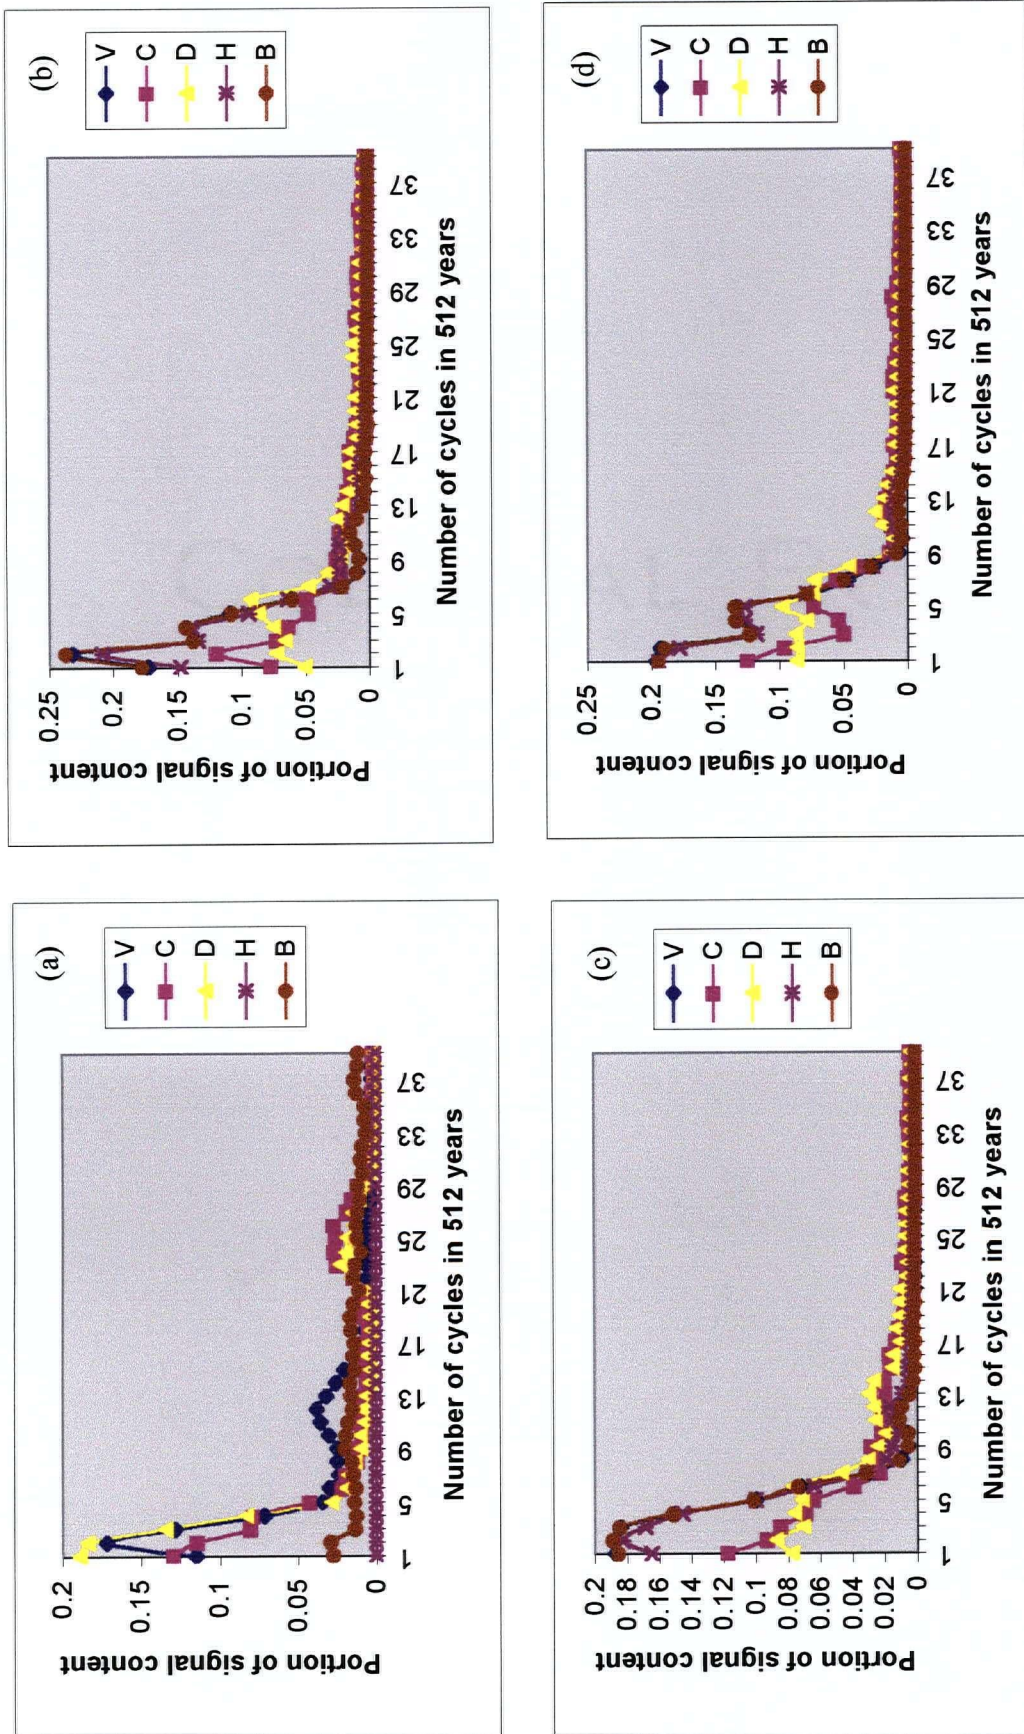 (a)
Portion of signal content
0.2
0.15
0.1
0.05
0
1
5
9
13
17
21
25
29
33
37
Number of cycles in 512 years
V
C
D
H
B
(b)
Portion of signal content
0.25
0.2
0.15
0.1
0.05
0
1
5
9
13
17
21
25
29
33
37
Number of cycles in 512 years
V
C
D
H
B
(c)
Portion of signal content
0.2
0.18
0.16
0.14
0.12
0.1
0.08
0.06
0.04
0.02
0
1
5
9
13
17
21
25
29
33
37
Number of cycles in 512 years
V
C
D
H
B
(d)
Portion of signal content
0.25
0.2
0.15
0.1
0.05
0
1
5
9
13
17
21
25
29
33
37
Number of cycles in 512 years
V
C
D
H
B